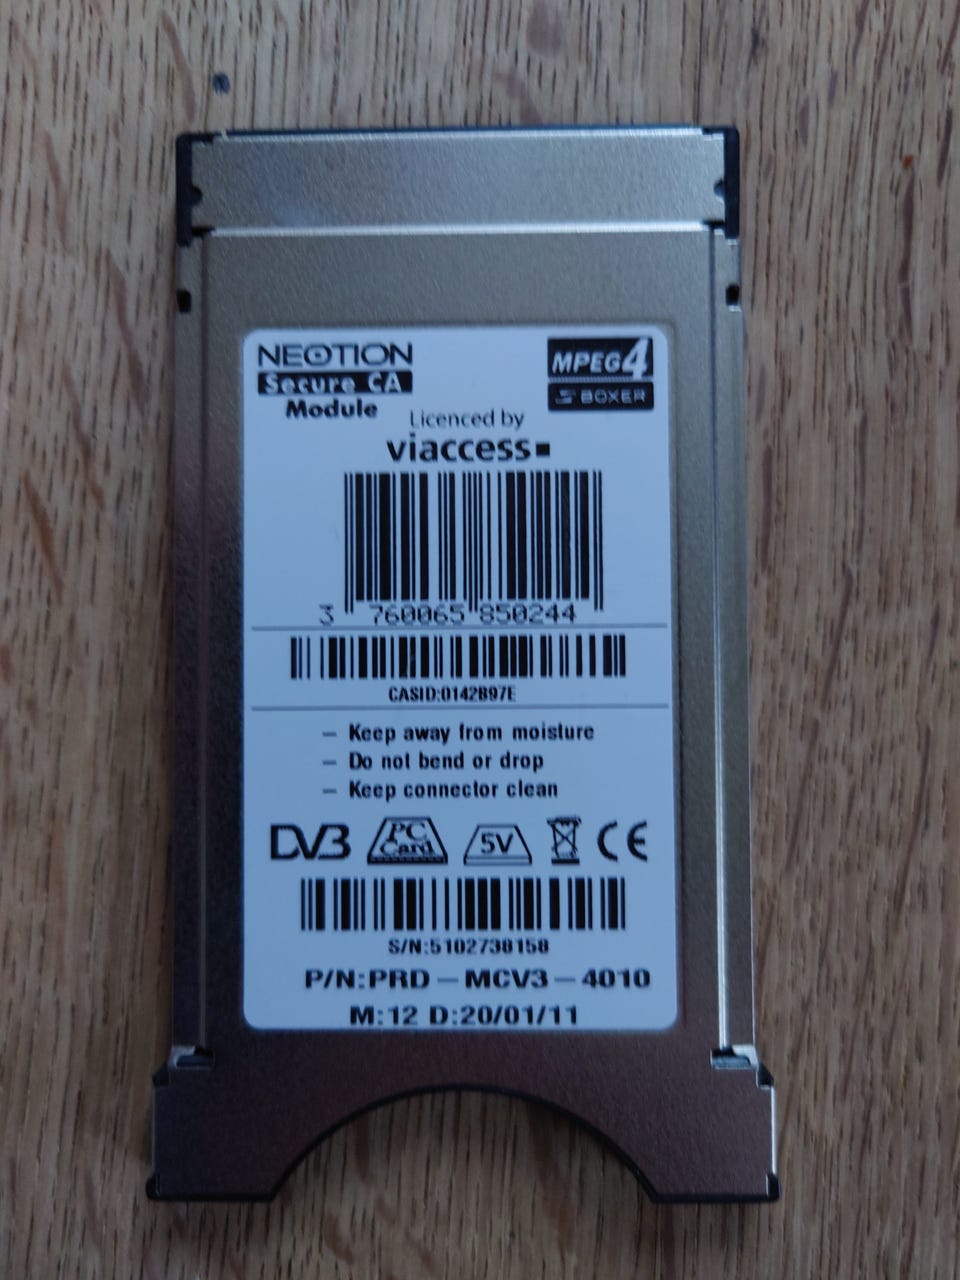 NEOTION
Secure CA
Module
MPEG4
BOXER
Licenced by
viaccess
3 760065 850244
CASID:0142B97E
– Keep away from moisture
– Do not bend or drop
– Keep connector clean
DVB PC Card 5V CE
S/N:5102738158
P/N:PRD – MCV3 – 4010
M:12 D:20/01/11